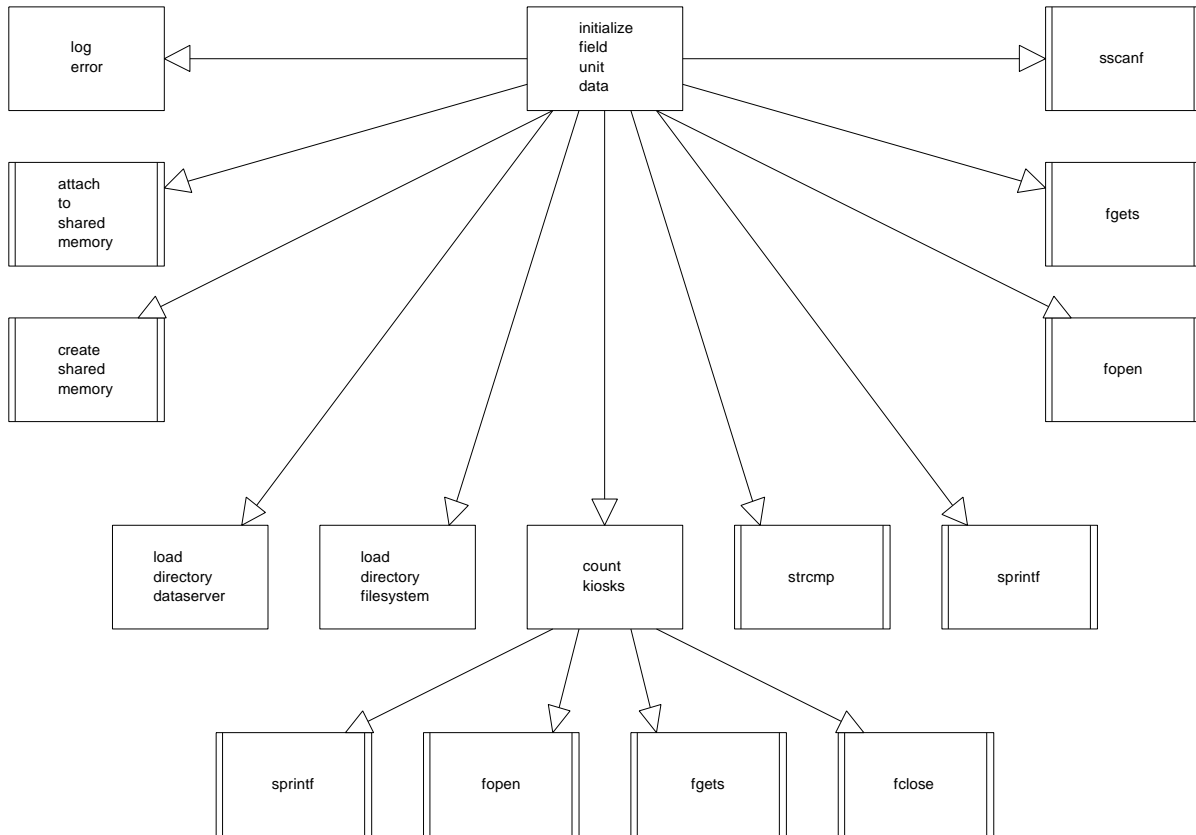 log
error
initialize
field
unit
data
sscanf
attach
to
shared
memory
fgets
create
shared
memory
fopen
load
directory
dataserver
load
directory
filesystem
count
kiosks
strcmp
sprintf
sprintf
fopen
fgets
fclose